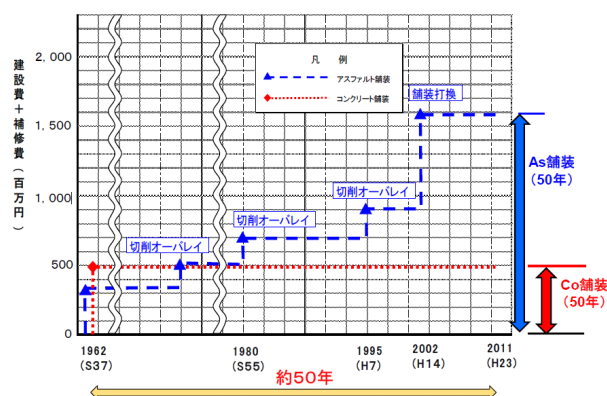 建設費＋補修費（百万円）
2,000
1,500
1,000
500
0
凡　例
アスファルト舗装
コンクリート舗装
舗装打換
切削オーバレイ
切削オーバレイ
切削オーバレイ
As舗装
(50年)
Co舗装
(50年)
1962
(S37)
1980
(S55)
1995
(H7)
2002
(H14)
2011
(H23)
約50年